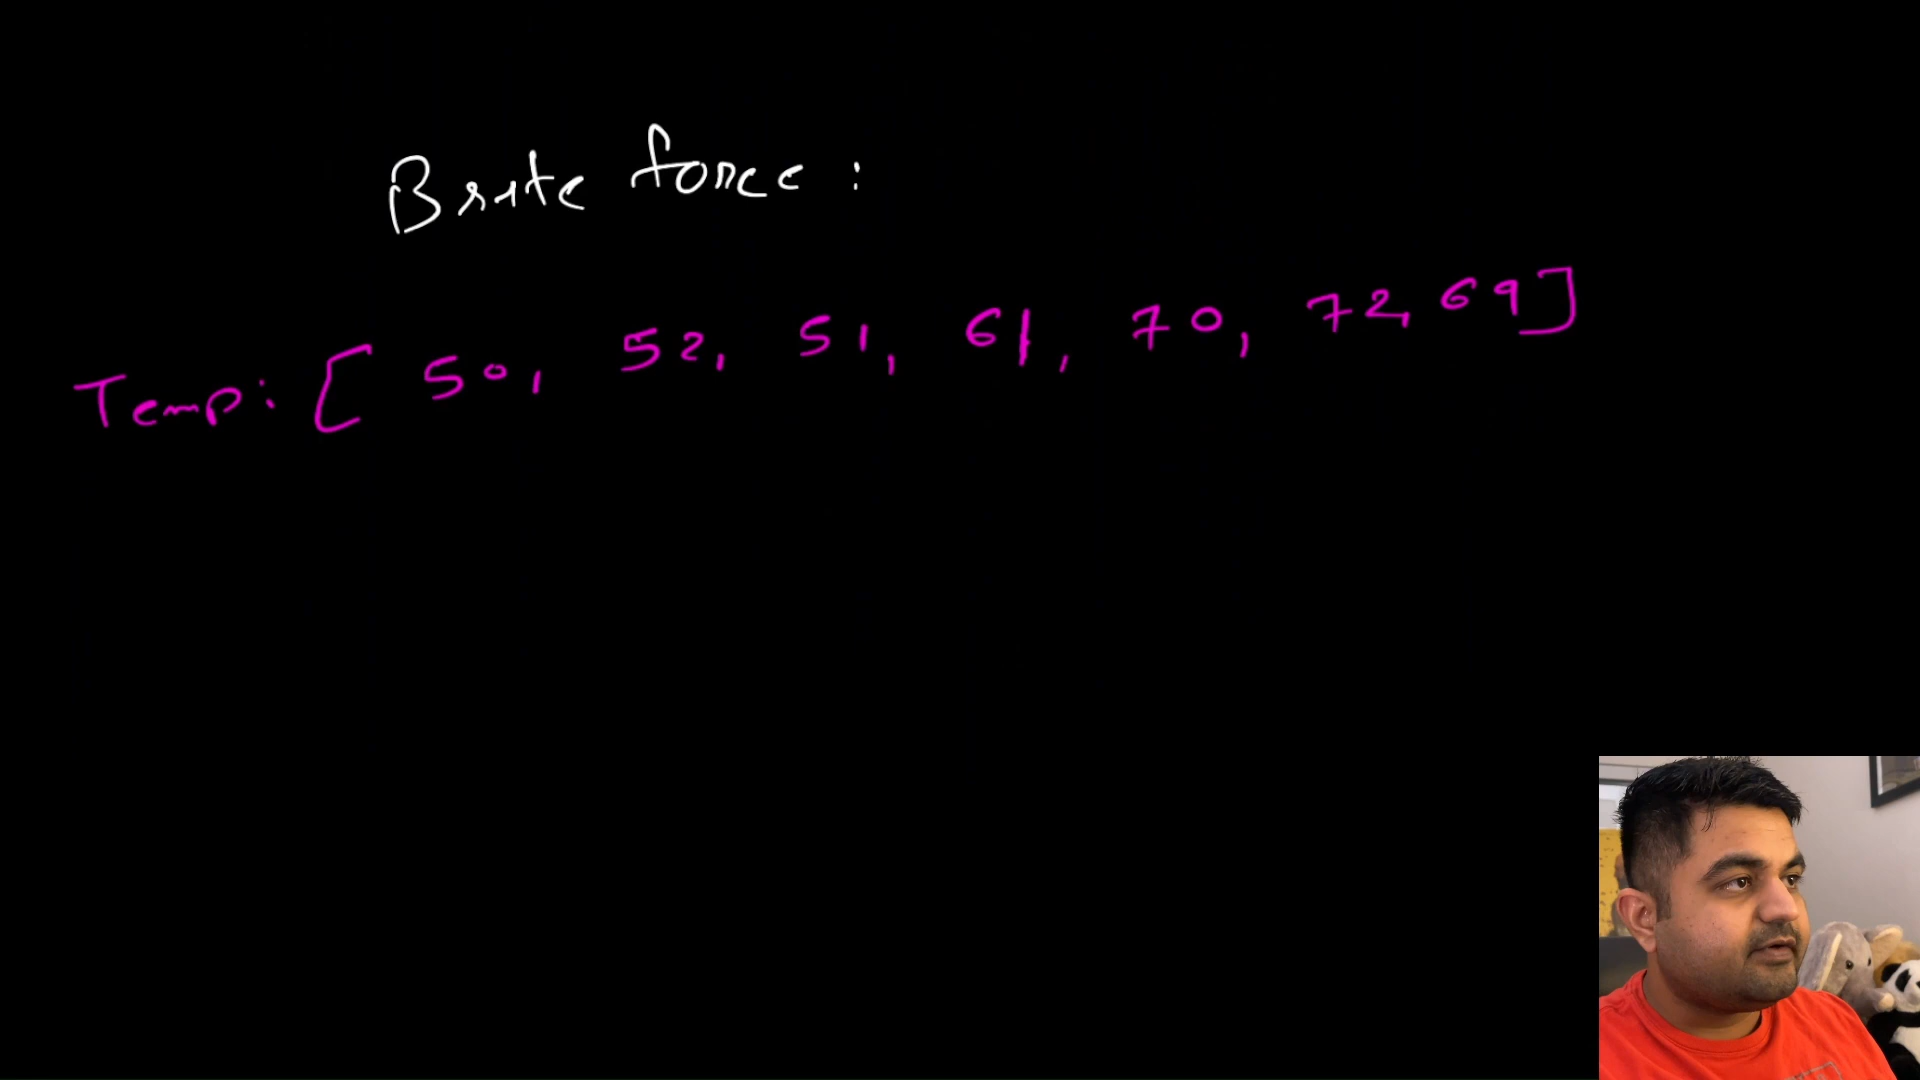 Brute force :
Temp: [ 50, 52, 51, 61, 70, 72, 69]